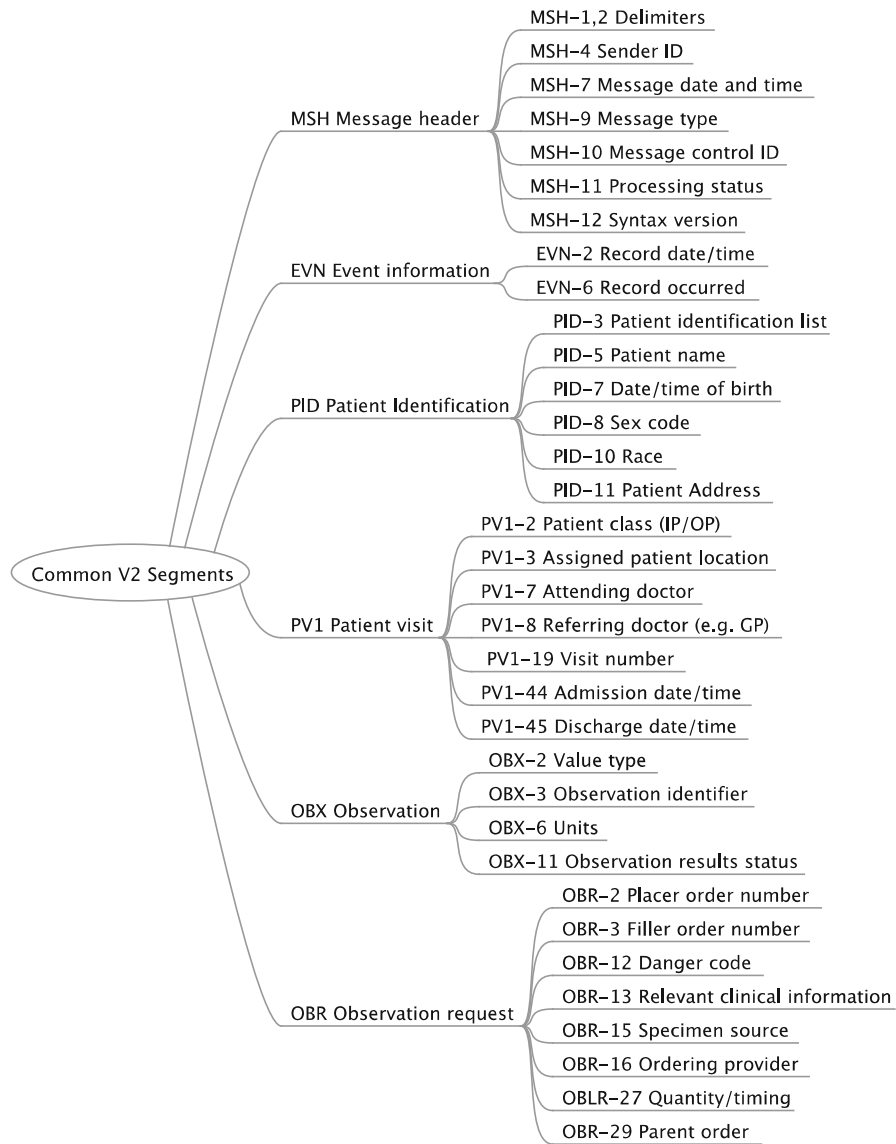 Common V2 Segments
MSH Message header
MSH–1,2 Delimiters
MSH–4 Sender ID
MSH–7 Message date and time
MSH–9 Message type
MSH–10 Message control ID
MSH–11 Processing status
MSH–12 Syntax version
EVN Event information
EVN–2 Record date/time
EVN–6 Record occurred
PID Patient Identification
PID–3 Patient identification list
PID–5 Patient name
PID–7 Date/time of birth
PID–8 Sex code
PID–10 Race
PID–11 Patient Address
PV1 Patient visit
PV1–2 Patient class (IP/OP)
PV1–3 Assigned patient location
PV1–7 Attending doctor
PV1–8 Referring doctor (e.g. GP)
PV1–19 Visit number
PV1–44 Admission date/time
PV1–45 Discharge date/time
OBX Observation
OBX–2 Value type
OBX–3 Observation identifier
OBX–6 Units
OBX–11 Observation results status
OBR Observation request
OBR–2 Placer order number
OBR–3 Filler order number
OBR–12 Danger code
OBR–13 Relevant clinical information
OBR–15 Specimen source
OBR–16 Ordering provider
OBLR–27 Quantity/timing
OBR–29 Parent order